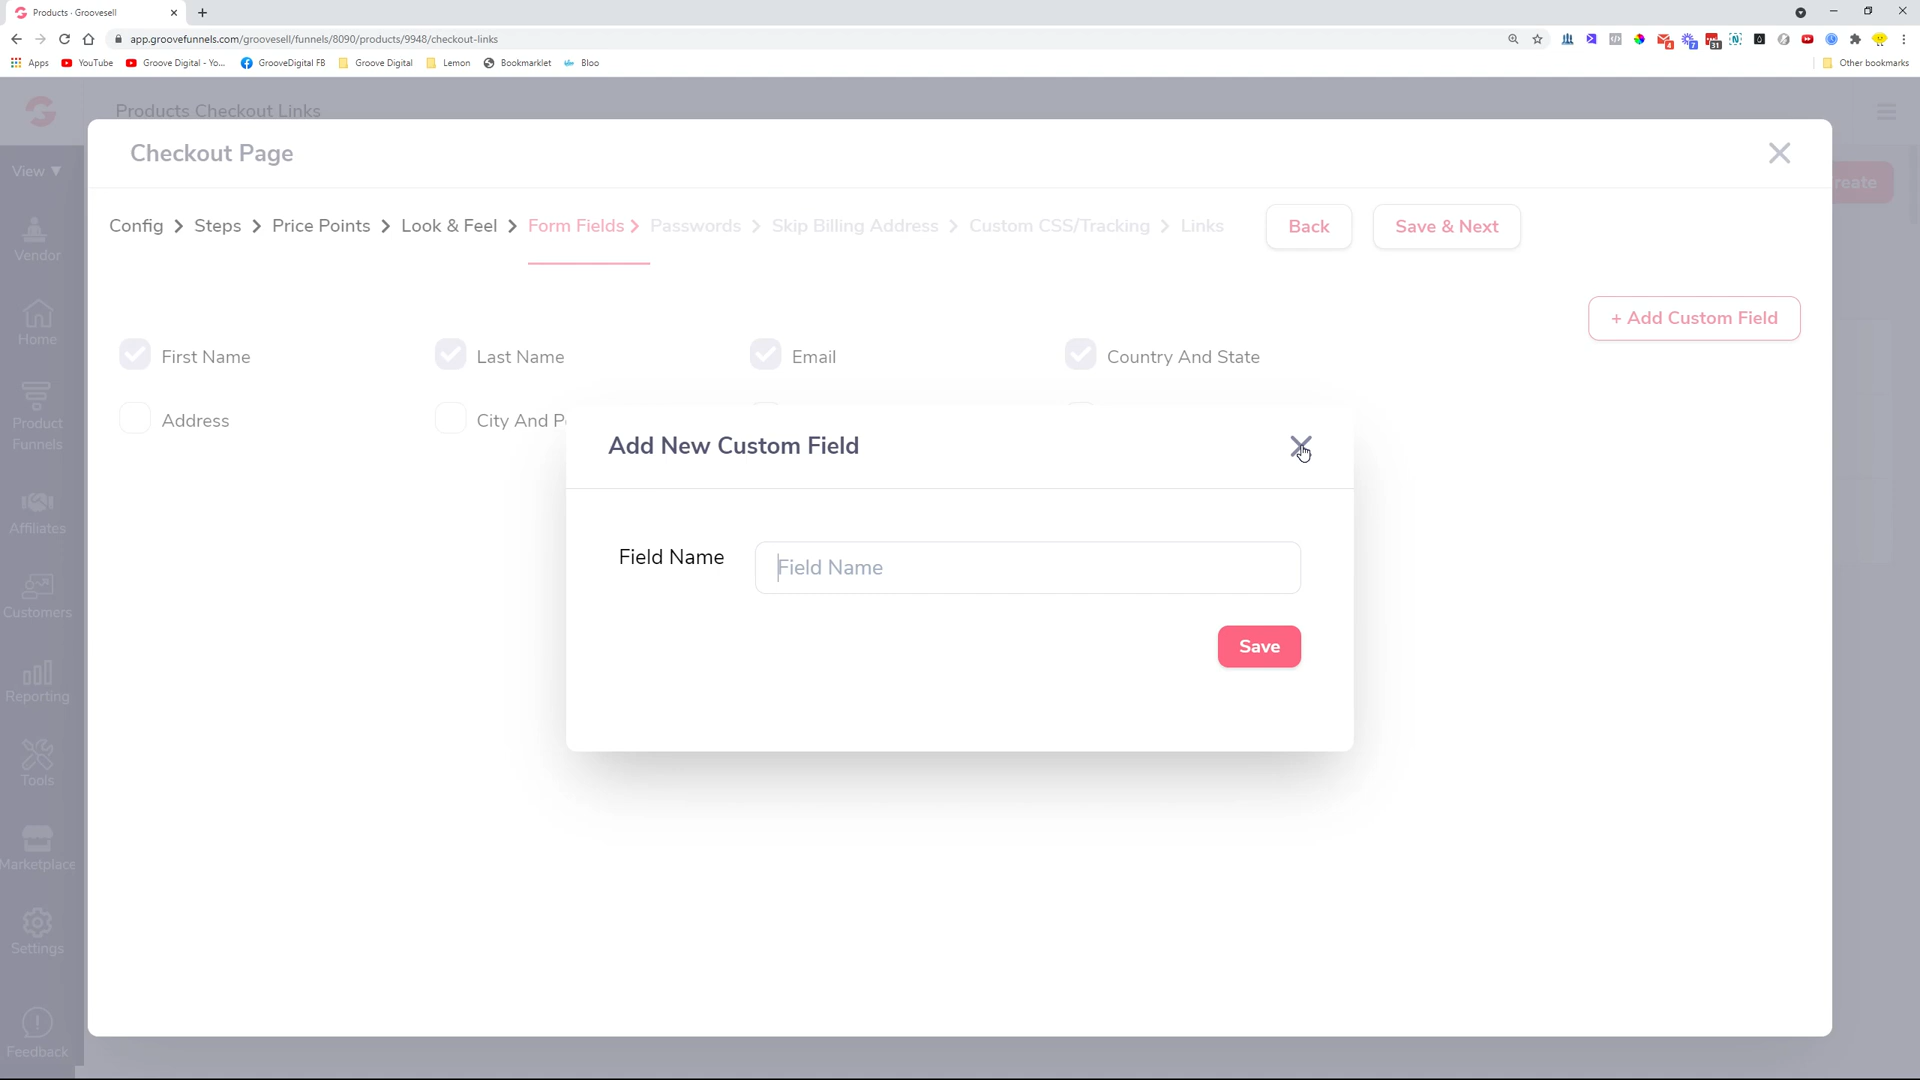 Products - Groovesell
app.groovefunnels.com/groovesell/funnels/8090/products/9948/checkout-links
Apps
YouTube
Groove Digital - Yo...
GrooveDigital FB
Groove Digital
Lemon
Bookmarklet
Bloo
Other bookmarks
4
7
31
Products Checkout Links
Checkout Page
View ▼
reate
Config
Steps
Price Points
Look & Feel
Form Fields
Passwords
Skip Billing Address
Custom CSS/Tracking
Links
Back
Save & Next
+ Add Custom Field
First Name
Last Name
Email
Country And State
Address
City And P
Vendor
Home
Product
Funnels
Affiliates
Customers
Reporting
Tools
Marketplace
Settings
Feedback
Add New Custom Field
Field Name
Field Name
Save